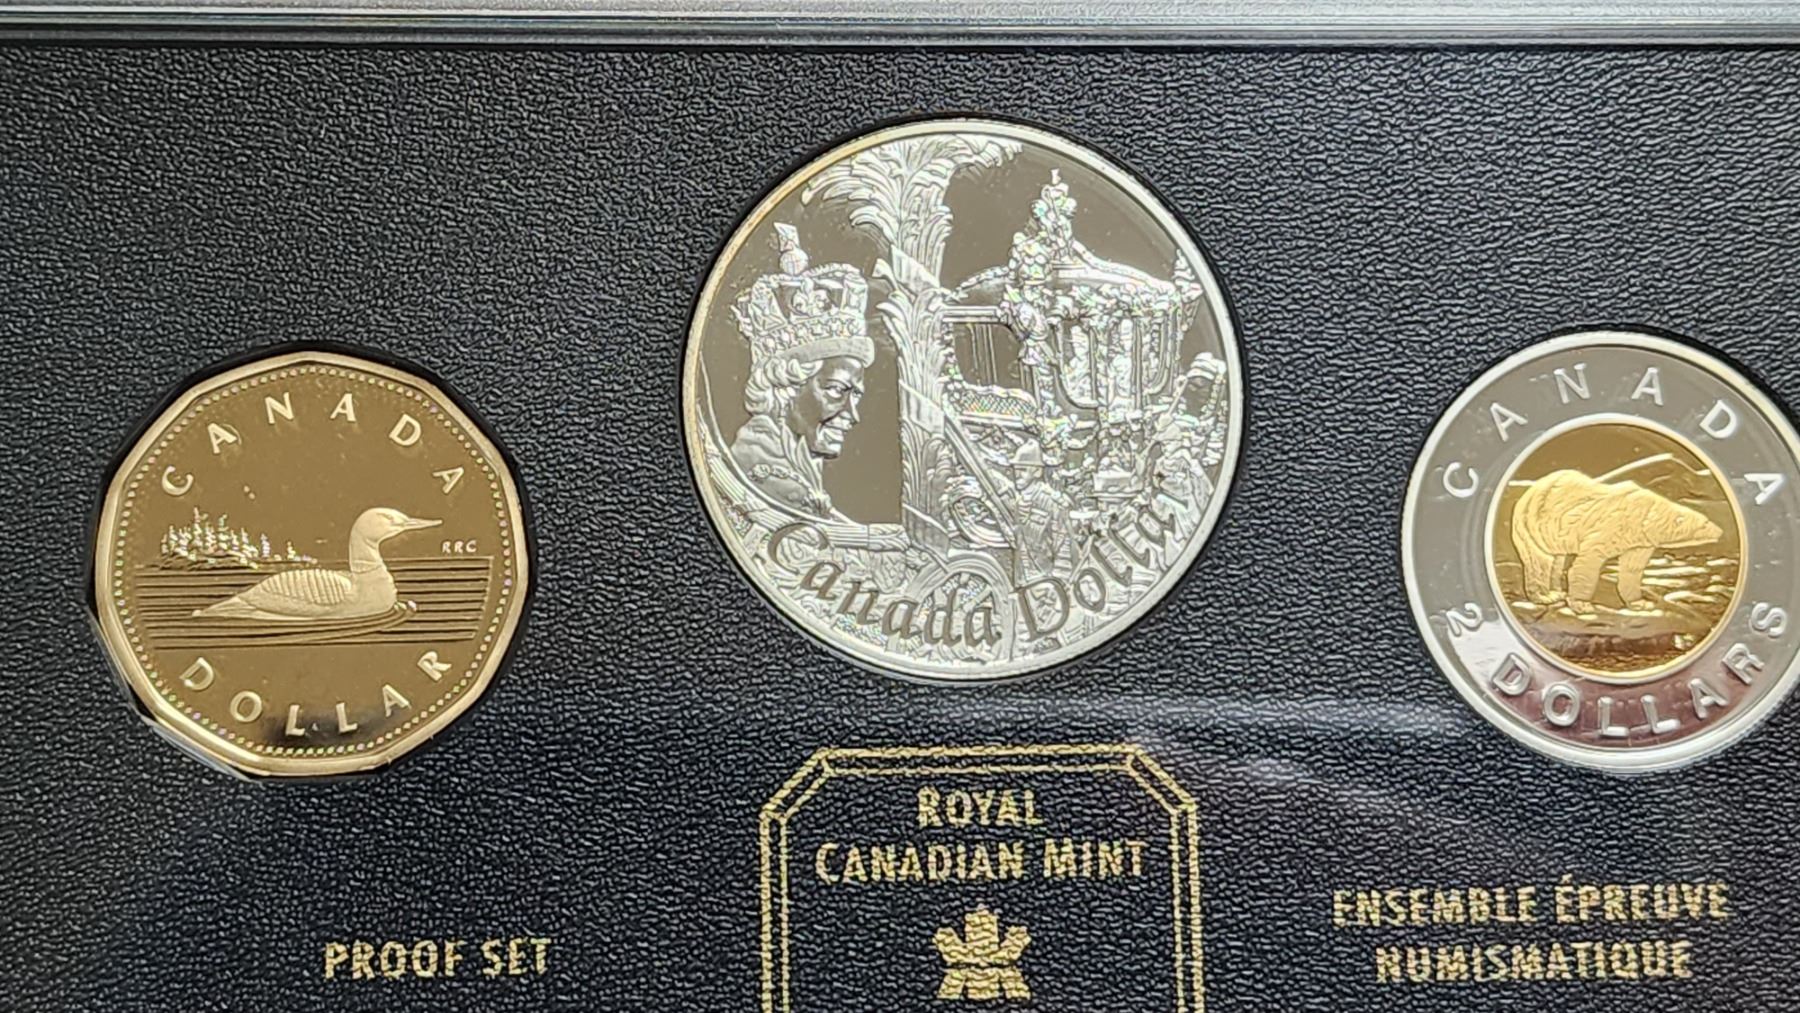 CANADA
RRC
DOLLAR
Canada Dollar
CANADA
2 DOLLARS
ROYAL
CANADIAN MINT
PROOF SET
ENSEMBLE ÉPREUVE
NUMISMATIQUE